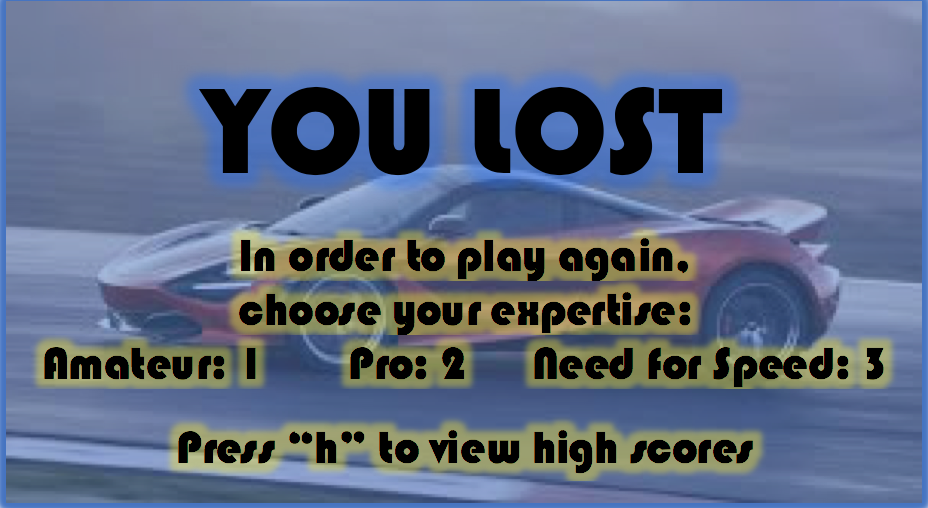 YOU LOST
In order to play again,
choose your expertise:
Amateur: 1 Pro: 2 Need for Speed: 3
Press “h” to view high scores